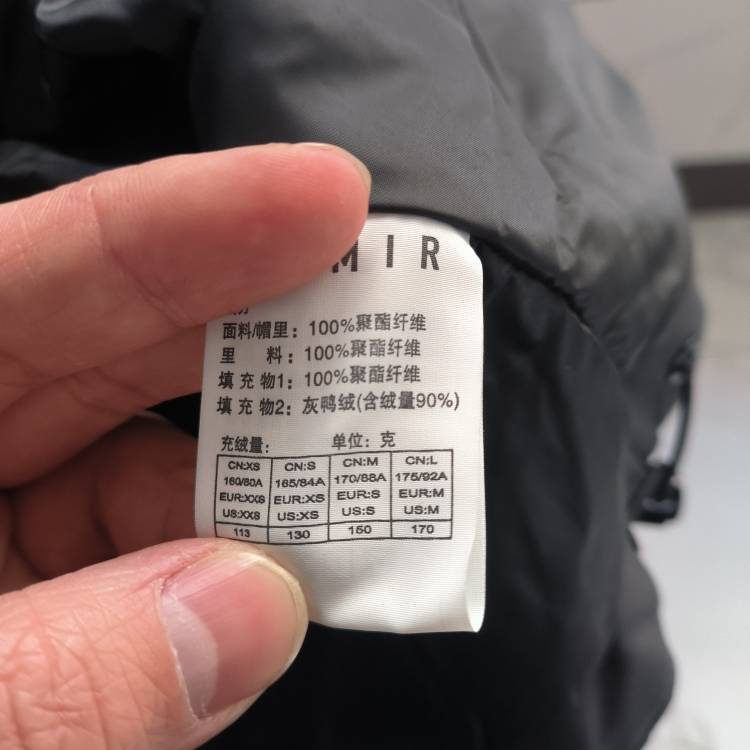 MIR
面料/帽里：100%聚酯纤维
里 料：100%聚酯纤维
填充物1：100%聚酯纤维
填充物2：灰鸭绒(含绒量90%)
充绒量： 单位：克
CN:XS CN:S CN:M CN:L
160/80A 165/84A 170/88A 175/92A
EUR:XXS EUR:XS EUR:S EUR:M
US:XXS US:XS US:S US:M
113 130 150 170